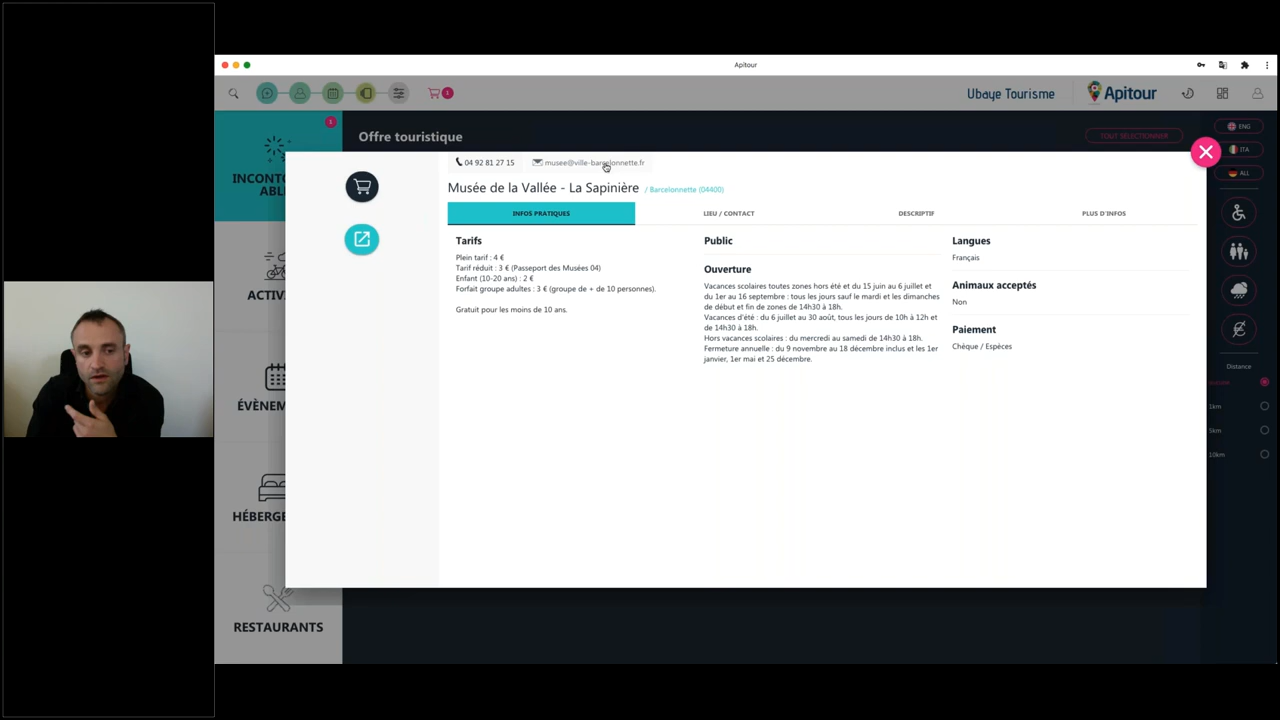 Apitour
1
Ubaye Tourisme
Apitour
1
INCONTO
ABL
Offre touristique
TOUT SÉLECTIONNER
ENG
ITA
ALL
04 92 81 27 15
musee@ville-barcelonnette.fr
Musée de la Vallée - La Sapinière / Barcelonnette (04400)
INFOS PRATIQUES
LIEU / CONTACT
DESCRIPTIF
PLUS D'INFOS
Tarifs
Plein tarif : 4 €
Tarif réduit : 3 € (Passeport des Musées 04)
Enfant (10-20 ans) : 2 €
Forfait groupe adultes : 3 € (groupe de + de 10 personnes).
Gratuit pour les moins de 10 ans.
Public
Ouverture
Vacances scolaires toutes zones hors été et du 15 juin au 6 juillet et
du 1er au 16 septembre : tous les jours sauf le mardi et les dimanches
de début et fin de zones de 14h30 à 18h.
Vacances d'été : du 6 juillet au 30 août, tous les jours de 10h à 12h et
de 14h30 à 18h.
Hors vacances scolaires : du mercredi au samedi de 14h30 à 18h.
Fermeture annuelle : du 9 novembre au 18 décembre inclus et les 1er
janvier, 1er mai et 25 décembre.
Langues
Français
Animaux acceptés
Non
Paiement
Chèque / Espèces
ACTIV
ÉVÈNEM
HÉBERGE
RESTAURANTS
Distance
1km
5km
10km